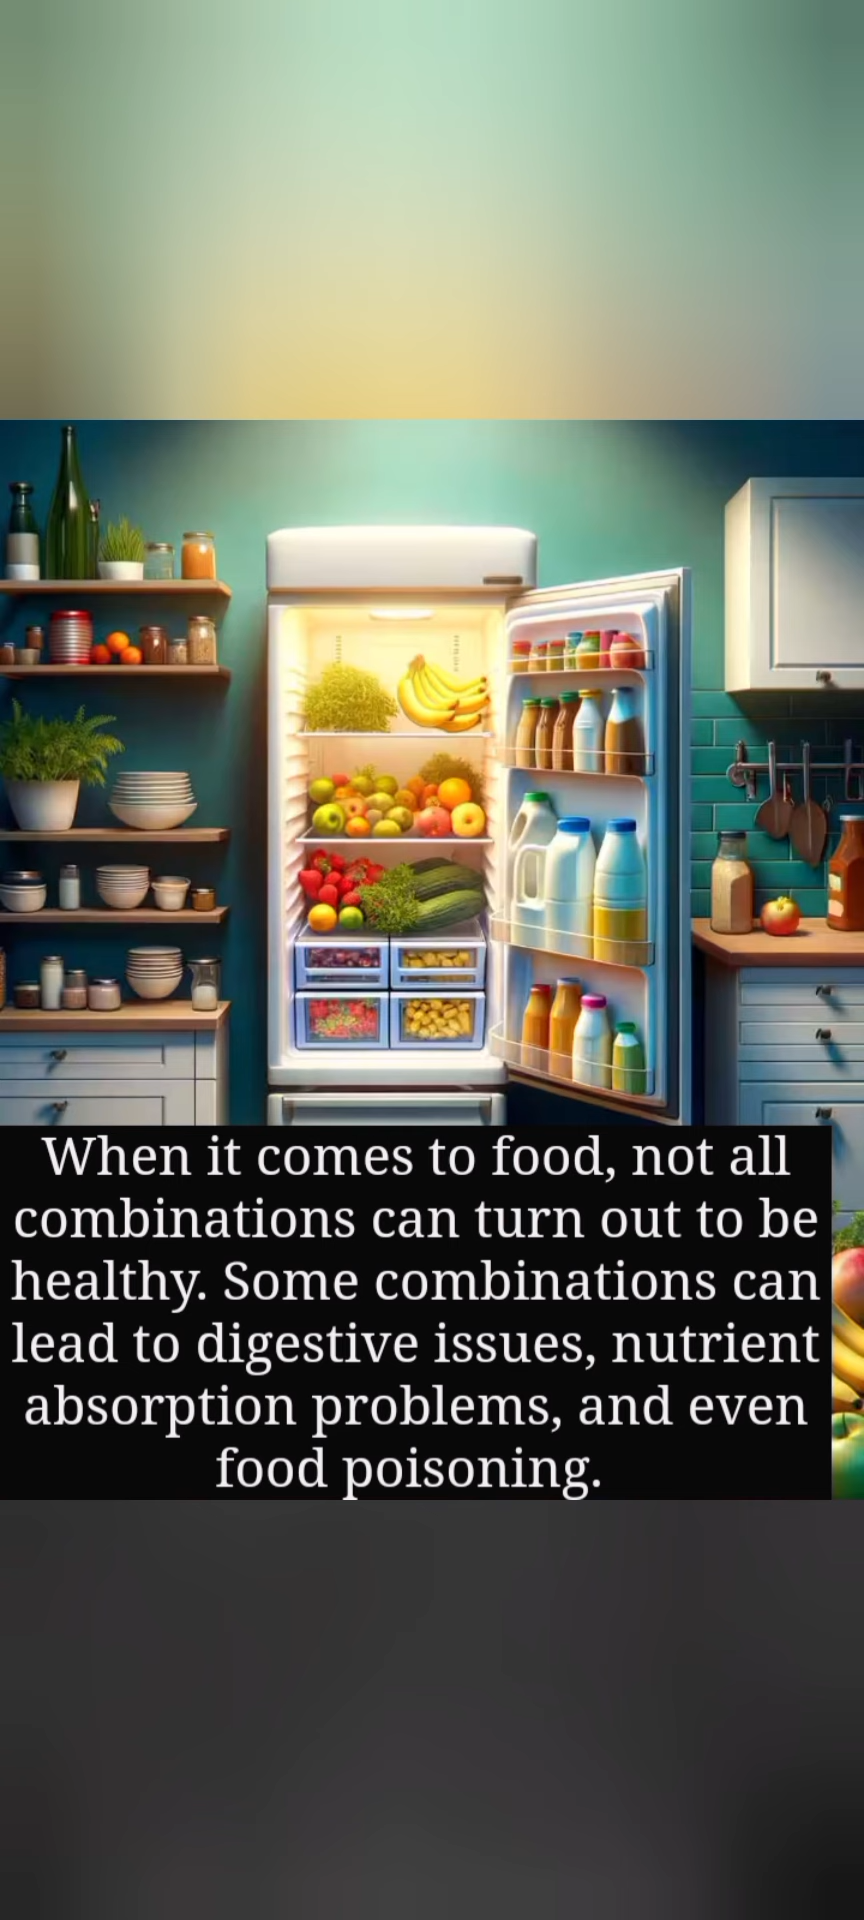 When it comes to food, not all
combinations can turn out to be
healthy. Some combinations can
lead to digestive issues, nutrient
absorption problems, and even
food poisoning.